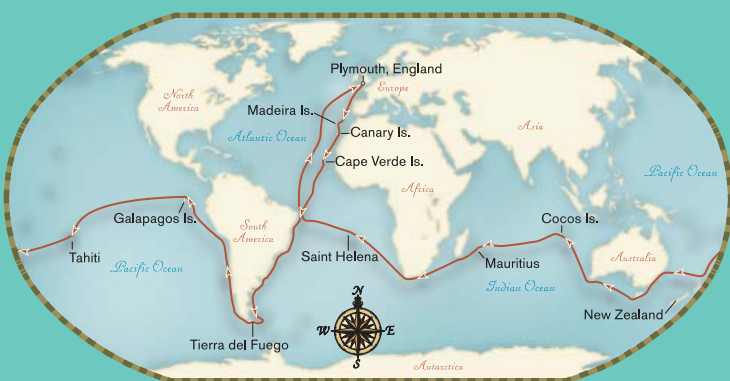 Plymouth, England
North
America
Europe
Madeira Is.
Atlantic Ocean
Canary Is.
Asia
Cape Verde Is.
Pacific Ocean
Africa
Galapagos Is.
South
America
Cocos Is.
Tahiti
Pacific Ocean
Saint Helena
Mauritius
Australia
Indian Ocean
New Zealand
N
W
E
S
Tierra del Fuego
Antarctica